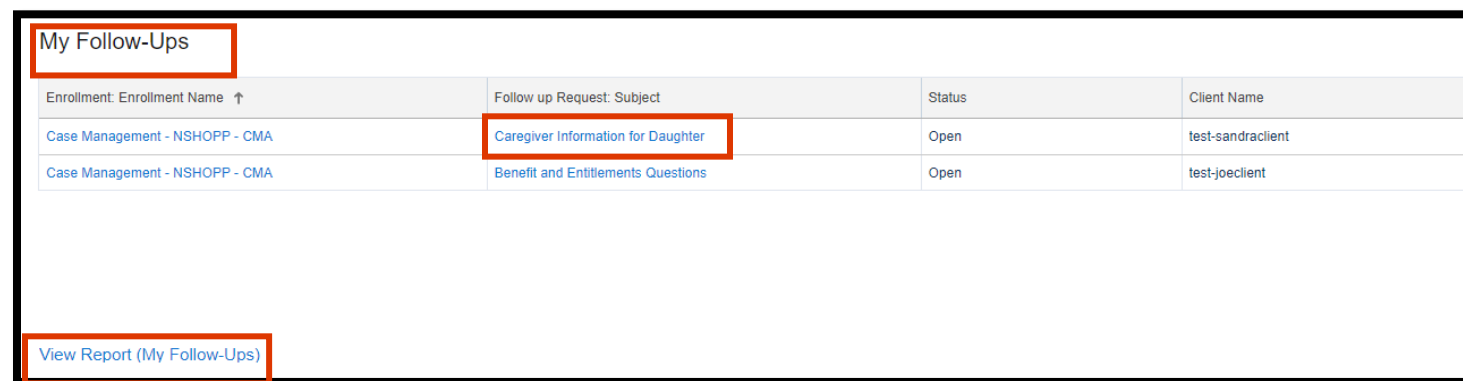 My Follow-Ups
Enrollment: Enrollment Name ↑ Follow up Request: Subject Status Client Name
Case Management - NSHOPP - CMA Caregiver Information for Daughter Open test-sandraclient
Case Management - NSHOPP - CMA Benefit and Entitlements Questions Open test-joeclient
View Report (My Follow-Ups)